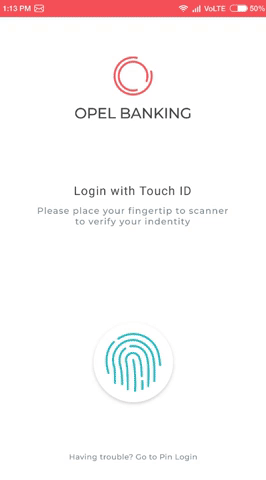 1:13 PM VoLTE 50%
OPEL BANKING
Login with Touch ID
Please place your fingertip to scanner
to verify your indentity
Having trouble? Go to Pin Login